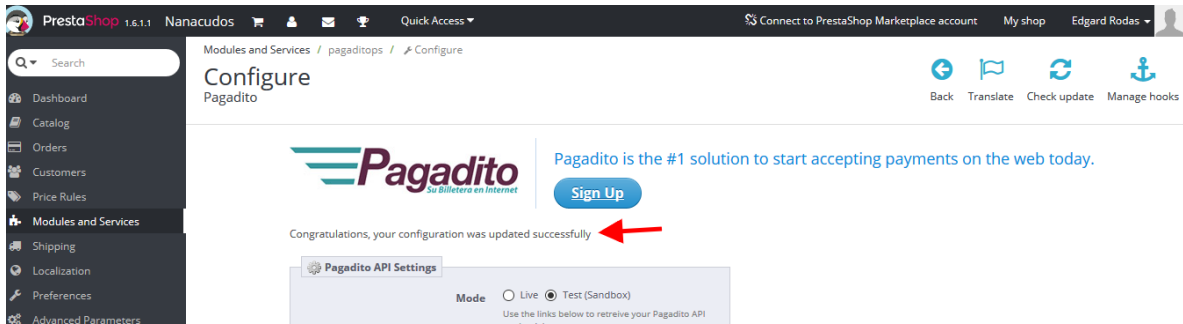 PrestaShop 1.6.1.1 Nanacudos Quick Access Connect to PrestaShop Marketplace account My shop Edgard Rodas
Search
Dashboard
Catalog
Orders
Customers
Price Rules
Modules and Services
Shipping
Localization
Preferences
Advanced Parameters
Modules and Services / pagaditops / Configure
Configure
Pagadito
Back Translate Check update Manage hooks
Pagadito
Su Billetera en Internet
Pagadito is the #1 solution to start accepting payments on the web today.
Sign Up
Congratulations, your configuration was updated successfully
Pagadito API Settings
Mode Live Test (Sandbox)
Use the links below to retreive your Pagadito API